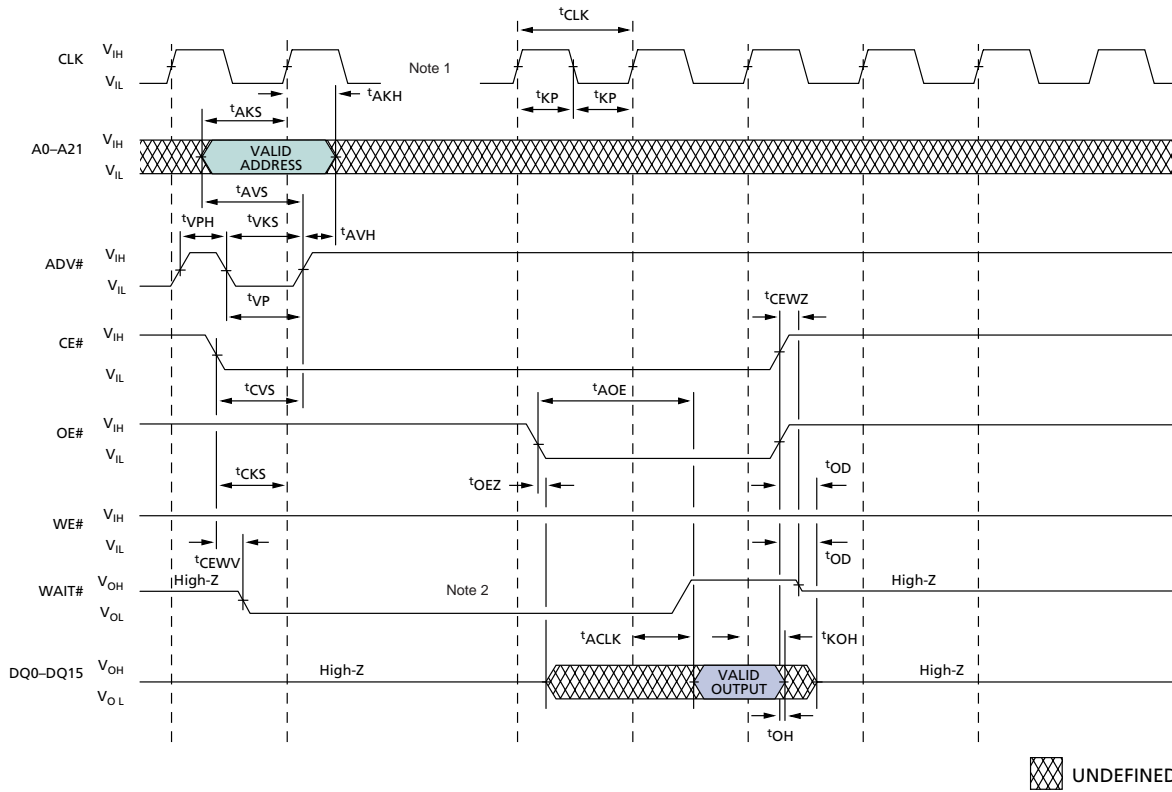 tCLK
CLK
VIH
VIL
Note 1
tAKH
tKP
tKP
tAKS
A0–A21
VIH
VIL
VALID
ADDRESS
tAVS
tVPH
tVKS
tAVH
ADV#
VIH
VIL
tVP
tCEWZ
CE#
VIH
VIL
tCVS
tAOE
OE#
VIH
VIL
tCKS
tOEZ
tOD
WE#
VIH
VIL
tCEWV
tOD
WAIT#
VOH
VOL
High-Z
Note 2
High-Z
tACLK
tKOH
DQ0–DQ15
VOH
VOL
High-Z
VALID
OUTPUT
High-Z
tOH
UNDEFINED